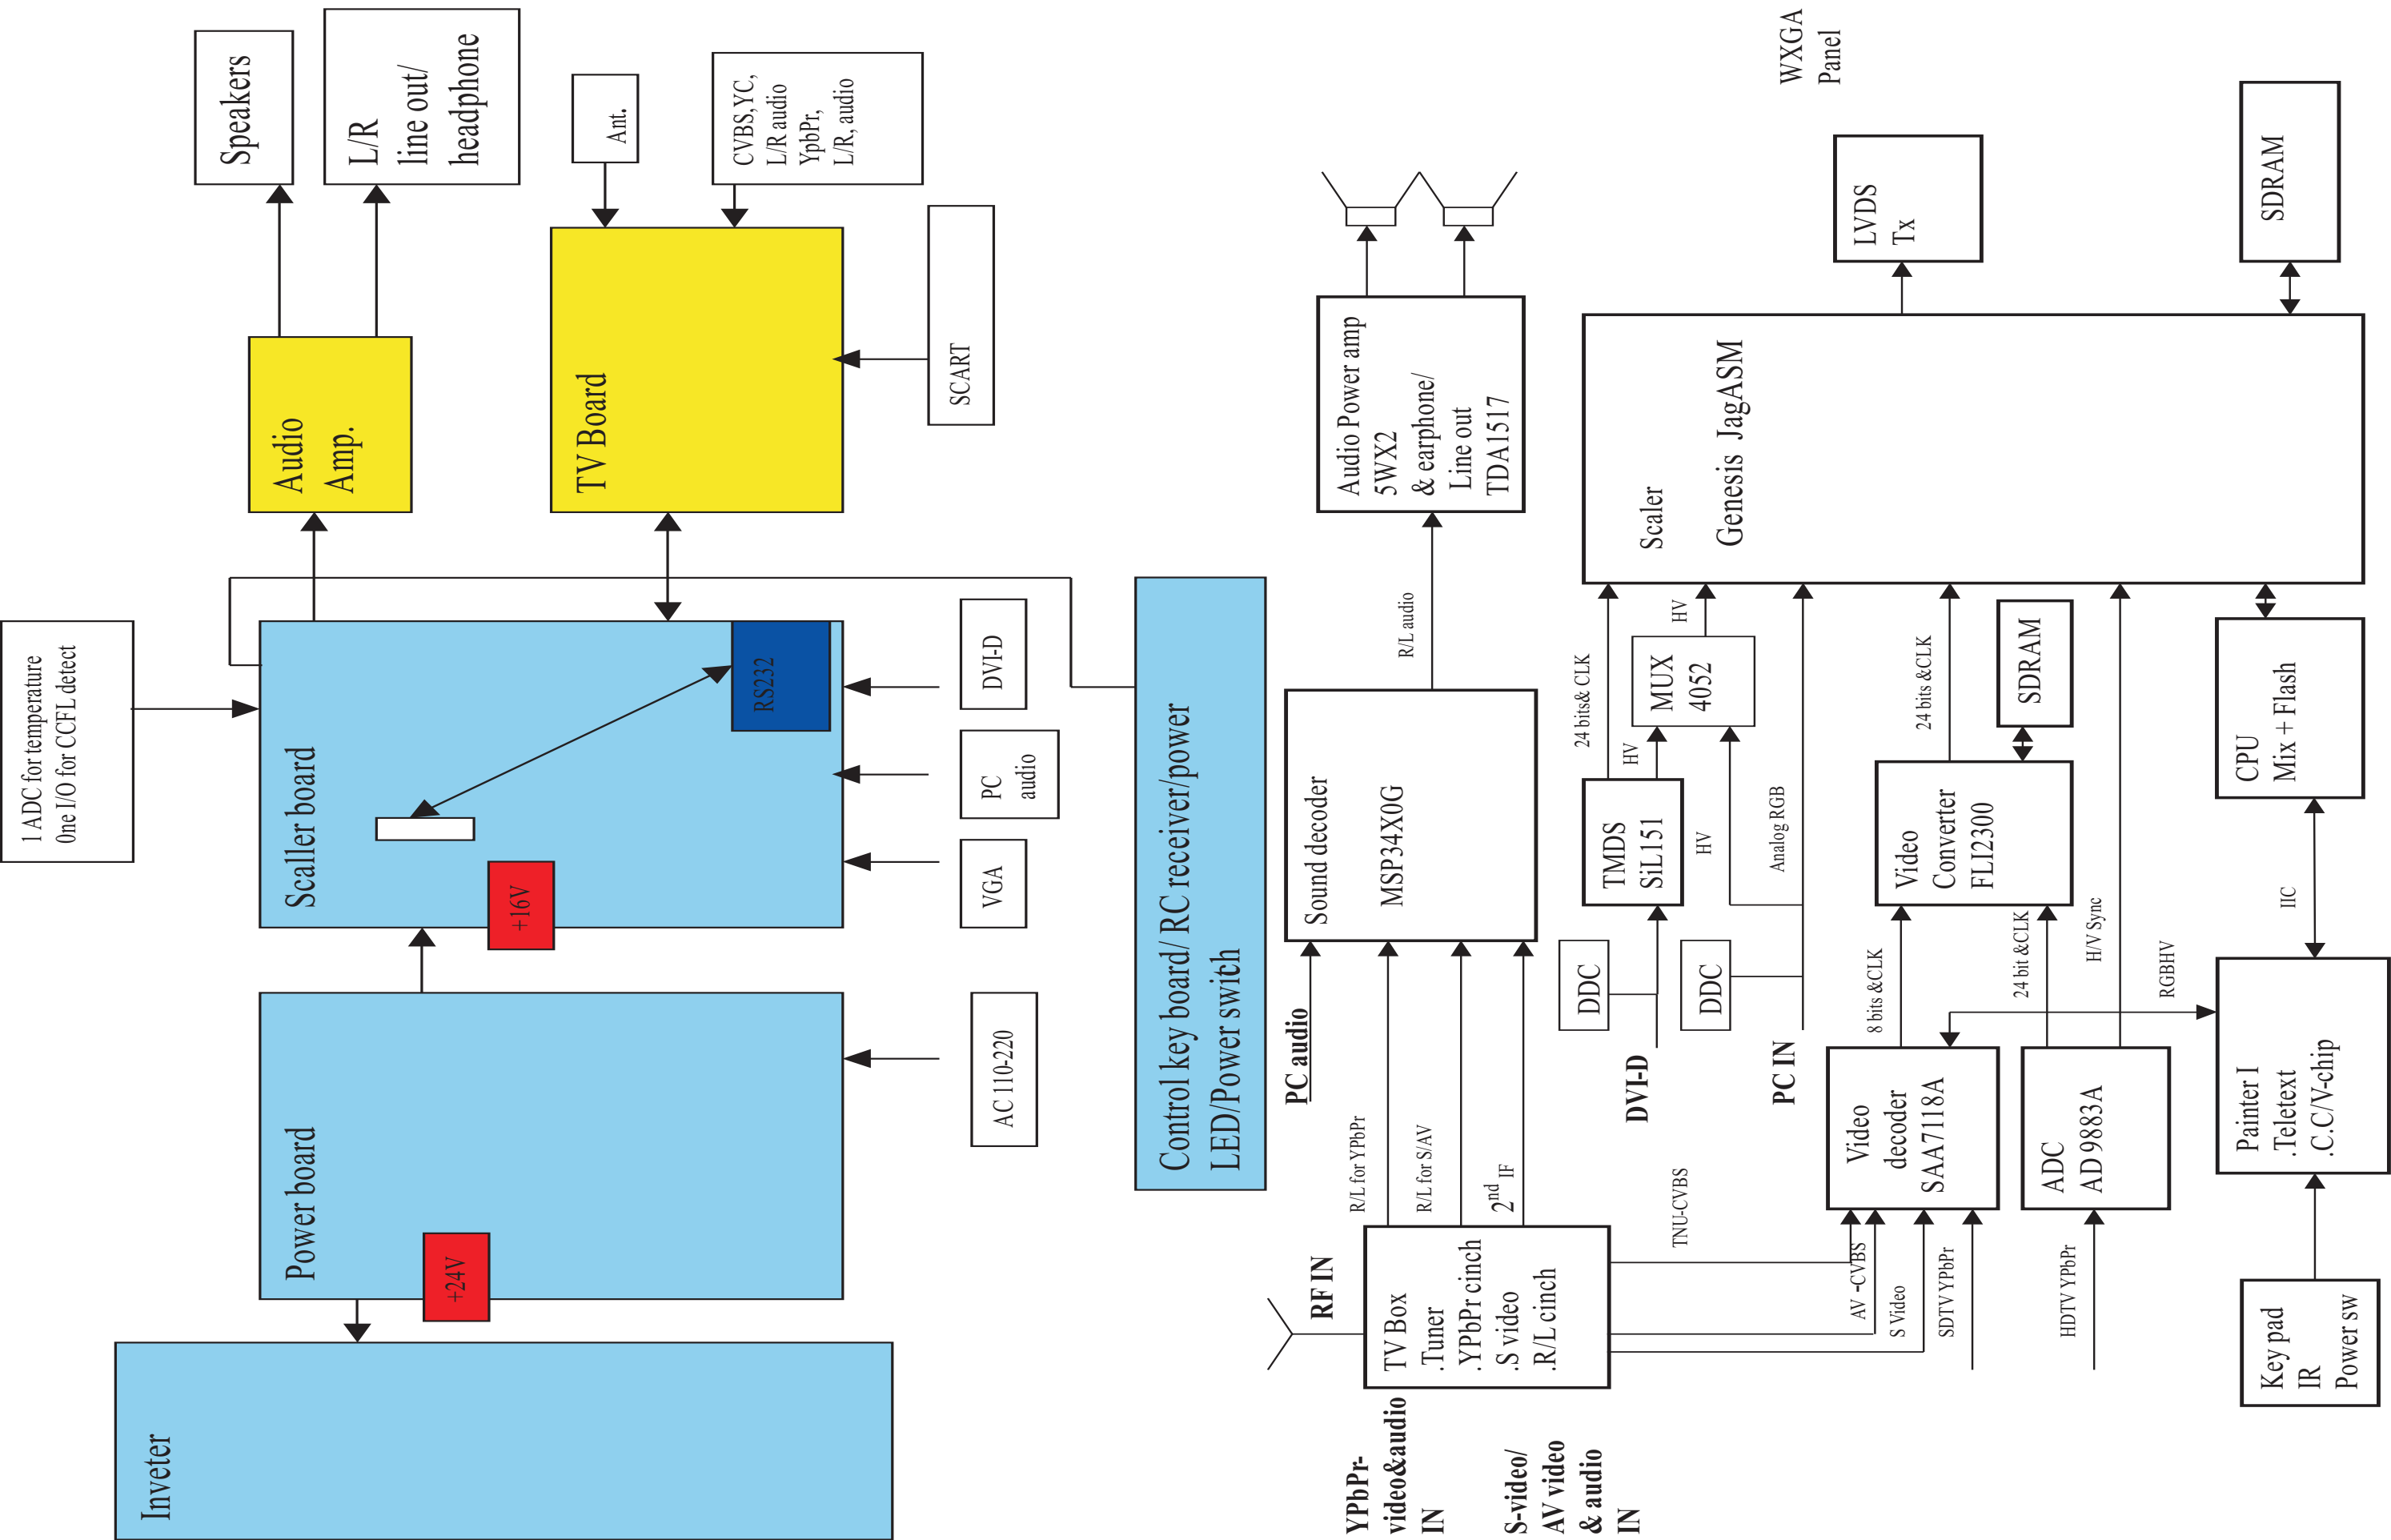 Inveter
Power board
+24V
AC 110-220
Scaller board
+16V
RS232
1 ADC for temperature
One I/O for CCFL detect
VGA
PC
audio
DVI-D
Audio
Amp.
Speakers
L/R
line out/
headphone
TV Board
Ant.
CVBS,YC,
L/R audio
YpbPr,
L/R, audio
SCART
Control key board/ RC receiver/power
LED/Power switch
YPbPr-
video&audio
IN
S-video/
AV video
& audio
IN
RF IN
TV Box
.Tuner
.YPBPr cinch
.S video
.R/L cinch
PC audio
R/L for YPbPr
R/L for S/AV
2nd IF
Sound decoder
MSP34X0G
R/L audio
Audio Power amp
5WX2
& earphone/
Line out
TDA1517
DVI-D
DDC
TMDS
SiL151
24 bits& CLK
HV
MUX
4052
HV
HV
PC IN
DDC
Analog RGB
TNU-CVBS
AV -CVBS
S Video
SDTV YPbPr
Video
decoder
SAA7118A
8 bits &CLK
Video
Converter
FLI2300
24 bits &CLK
SDRAM
HDTV YPbPr
ADC
AD 9883A
24 bit &CLK
H/V Sync
RGBHV
Key pad
IR
Power sw
Painter I
.Teletext
.C.C/V-chip
IIC
CPU
Mix + Flash
Scaler
Genesis JagASM
LVDS
Tx
WXGA
Panel
SDRAM